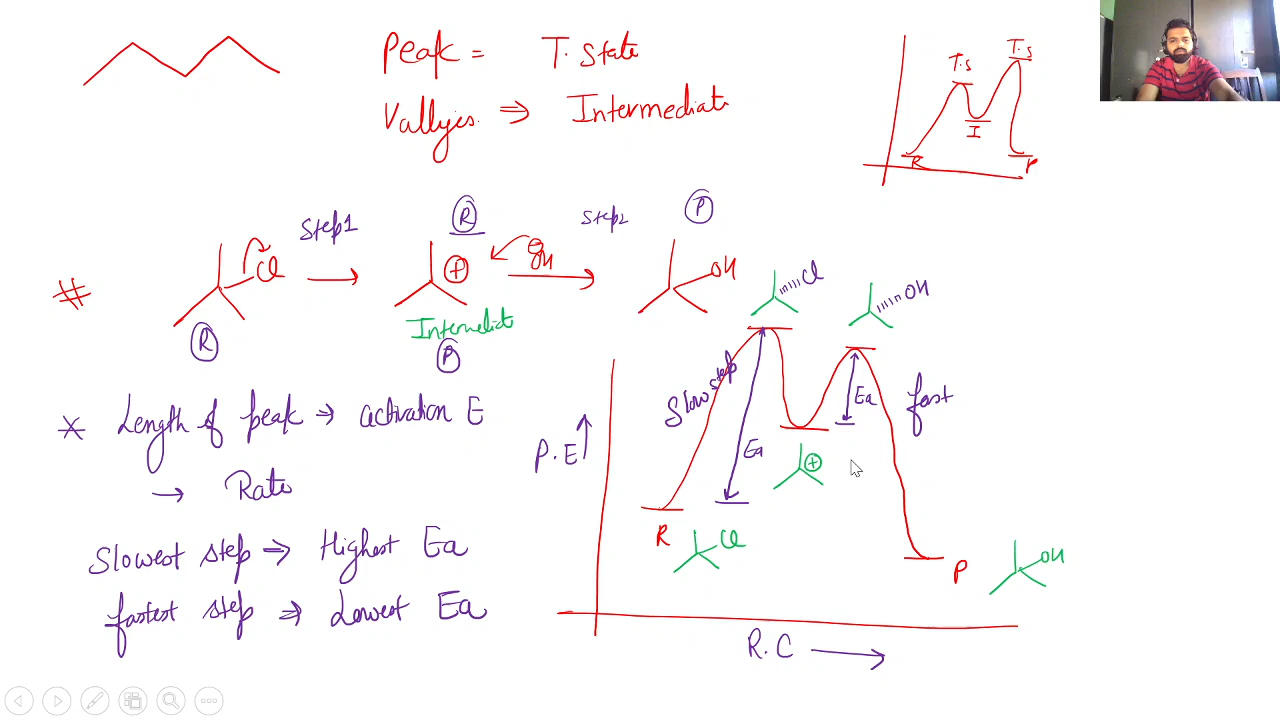 Peak = T. State
Vallyies ⇒ Intermediate
T.S
T.S
I
R
P
#
Step1
Step2
R
P
Cl
+
⊖OH
OH
Intermediate
R
P
* Length of peak → activation E
→ Rate
Slowest step ⇒ Highest Ea
fastest step ⇒ Lowest Ea
P.E ↑
Cl
OH
Slow step
Ea
Ea
fast
+
R
Cl
P
OH
R.C →